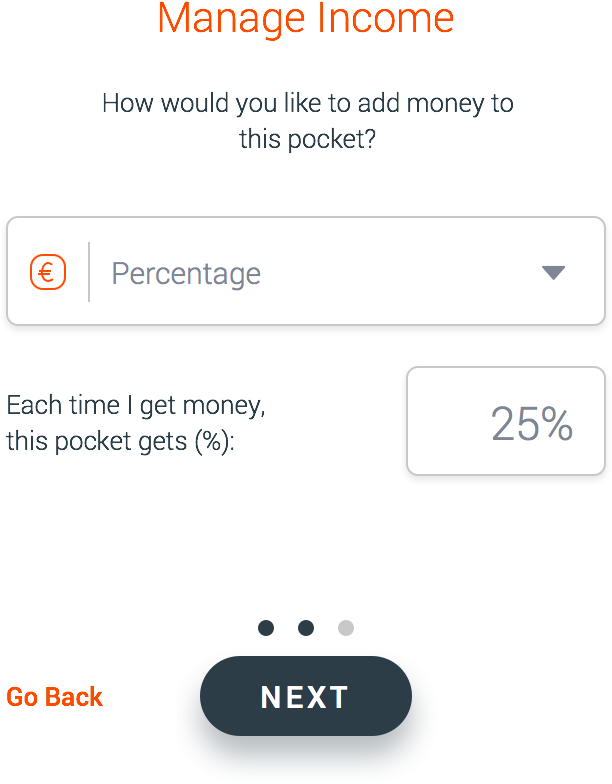 Manage Income
How would you like to add money to
this pocket?
€ Percentage
Each time I get money,
this pocket gets (%):
25%
Go Back
NEXT